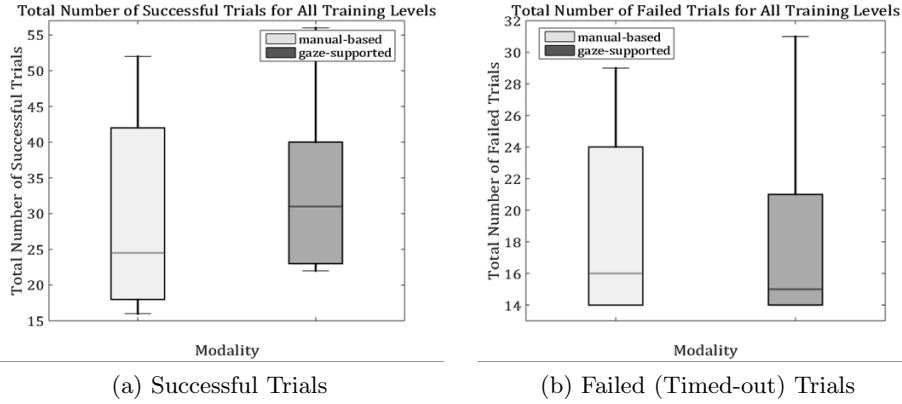 Total Number of Successful Trials for All Training Levels
Total Number of Successful Trials
55
50
45
40
35
30
25
20
15
manual-based
gaze-supported
Modality
(a) Successful Trials
Total Number of Failed Trials for All Training Levels
Total Number of Failed Trials
32
30
28
26
24
22
20
18
16
14
manual-based
gaze-supported
Modality
(b) Failed (Timed-out) Trials